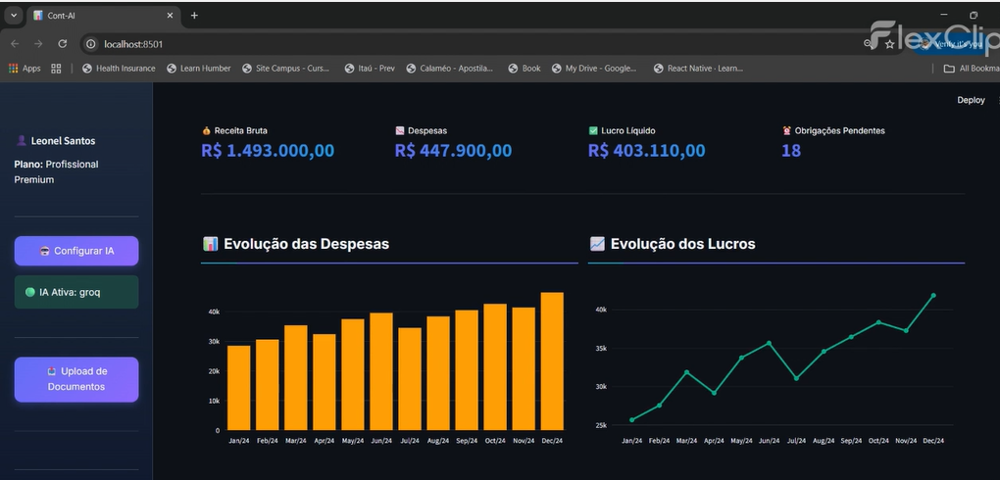 Cont-AI
localhost:8501
FlexClip
Verify it's you
Apps
Health Insurance
Learn Humber
Site Campus - Curs...
Itaú - Prev
Calaméo - Apostila...
Book
My Drive - Google...
React Native · Learn...
All Bookma
Deploy
Leonel Santos
Plano: Profissional
Premium
Configurar IA
IA Ativa: groq
Upload de
Documentos
Receita Bruta
R$ 1.493.000,00
Despesas
R$ 447.900,00
Lucro Líquido
R$ 403.110,00
Obrigações Pendentes
18
Evolução das Despesas
40k
30k
20k
10k
0
Jan/24 Feb/24 Mar/24 Apr/24 May/24 Jun/24 Jul/24 Aug/24 Sep/24 Oct/24 Nov/24 Dec/24
Evolução dos Lucros
40k
35k
30k
25k
Jan/24 Feb/24 Mar/24 Apr/24 May/24 Jun/24 Jul/24 Aug/24 Sep/24 Oct/24 Nov/24 Dec/24